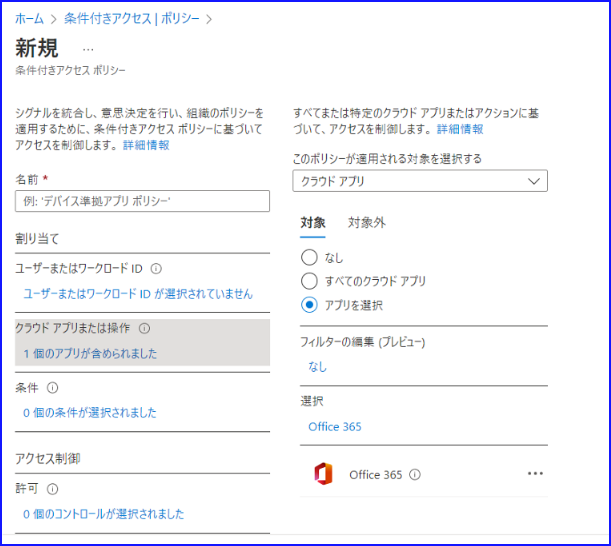 ホーム > 条件付きアクセス | ポリシー >
新規 ...
条件付きアクセス ポリシー
シグナルを統合し、意思決定を行い、組織のポリシーを
適用するために、条件付きアクセス ポリシーに基づいて
アクセスを制御します。 詳細情報
名前 *
例: 'デバイス準拠アプリ ポリシー'
割り当て
ユーザーまたはワークロード ID
ユーザーまたはワークロード ID が選択されていません
クラウド アプリまたは操作
1 個のアプリが含められました
条件
0 個の条件が選択されました
アクセス制御
許可
0 個のコントロールが選択されました
すべてまたは特定のクラウド アプリまたはアクションに基
づいて、アクセスを制御します。 詳細情報
このポリシーが適用される対象を選択する
クラウド アプリ
対象 対象外
なし
すべてのクラウド アプリ
アプリを選択
フィルターの編集 (プレビュー)
なし
選択
Office 365
Office 365 ...